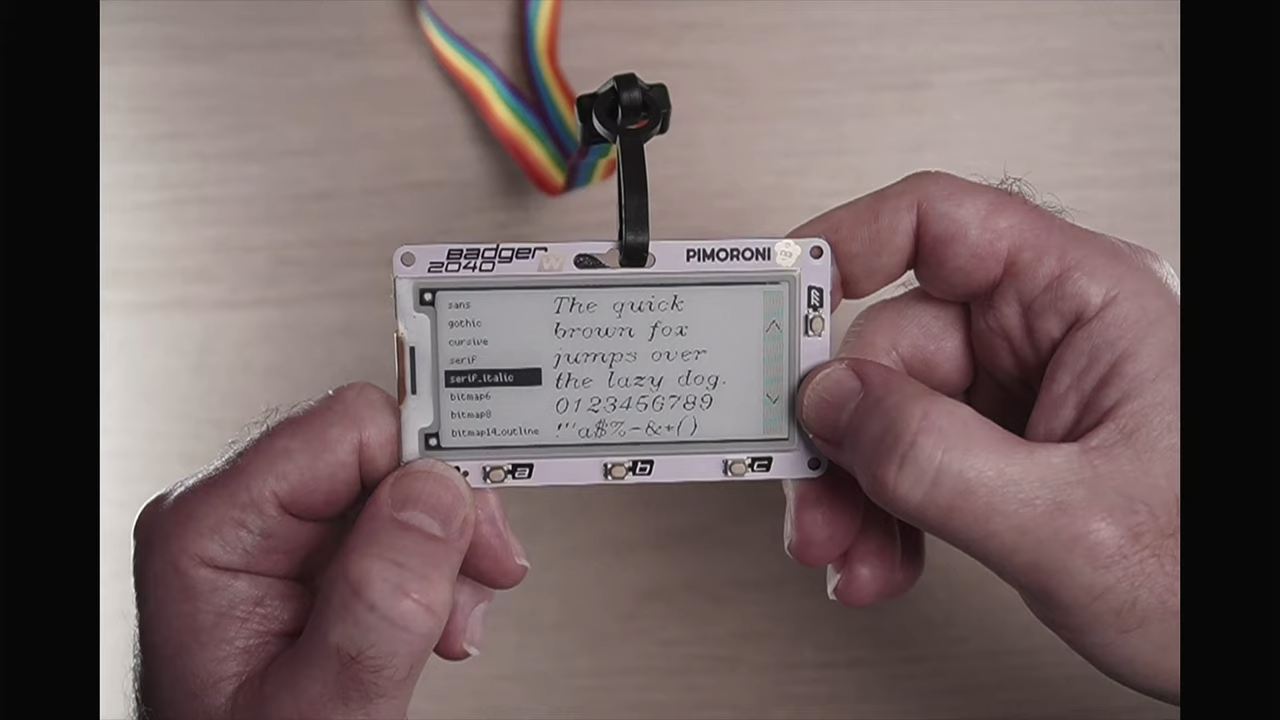 Badger
2040 W
PIMORONI
sans
gothic
cursive
serif
serif_italic
bitmap6
bitmap8
bitmap14_outline
The quick
brown fox
jumps over
the lazy dog.
0123456789
!"'a$%-&+()
a
b
c